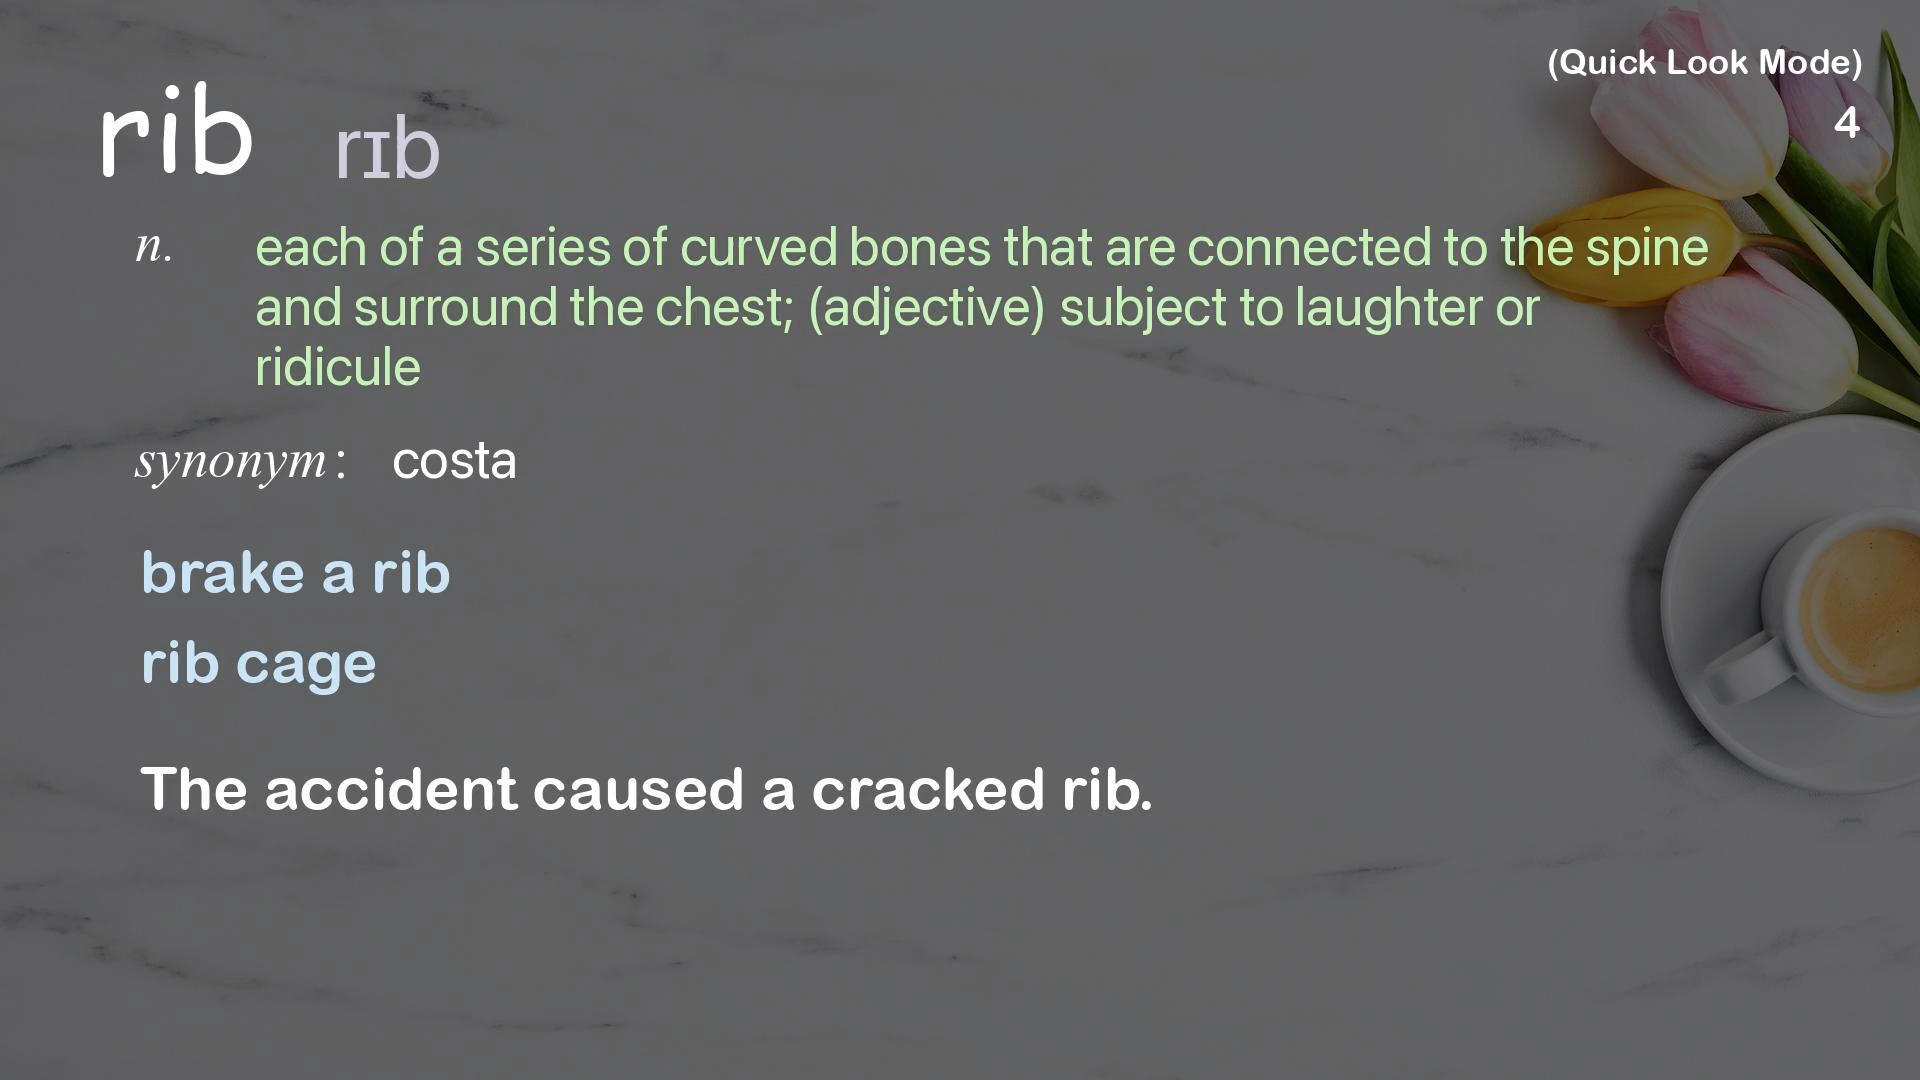 (Quick Look Mode)
4
rib rɪb
n. each of a series of curved bones that are connected to the spine
and surround the chest; (adjective) subject to laughter or
ridicule
synonym: costa
brake a rib
rib cage
The accident caused a cracked rib.